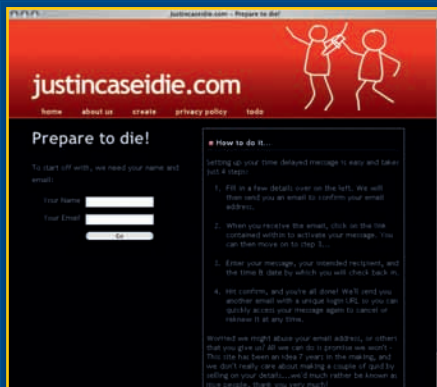 justincaseidie.com – Prepare to die!
justincaseidie.com
home about us create privacy policy todo
Prepare to die!
To start off with, we need your name and
email:
Your Name
Your Email
Go
How to do it...
Setting up your time delayed message is easy and takes
just 4 steps:
1. Fill in a few details over on the left. We will
then send you an email to confirm your email
address.
2. When you receive the email, click on the link
contained within to activate your message. You
can then move on to step 3...
3. Enter your message, your intended recipient, and
the time & date by which you will check back in.
4. Hit confirm, and you're all done! We'll send you
another email with a unique login URL so you can
quickly access your message again to cancel or
reknew it at any time.
Worried we might abuse your email address, or others
that you give us? All we can do is promise we won't -
This site has been an idea 7 years in the making, and
we don't really care about making a couple of quid by
selling on your details...we'd much rather be known as
nice people, thank you very much!